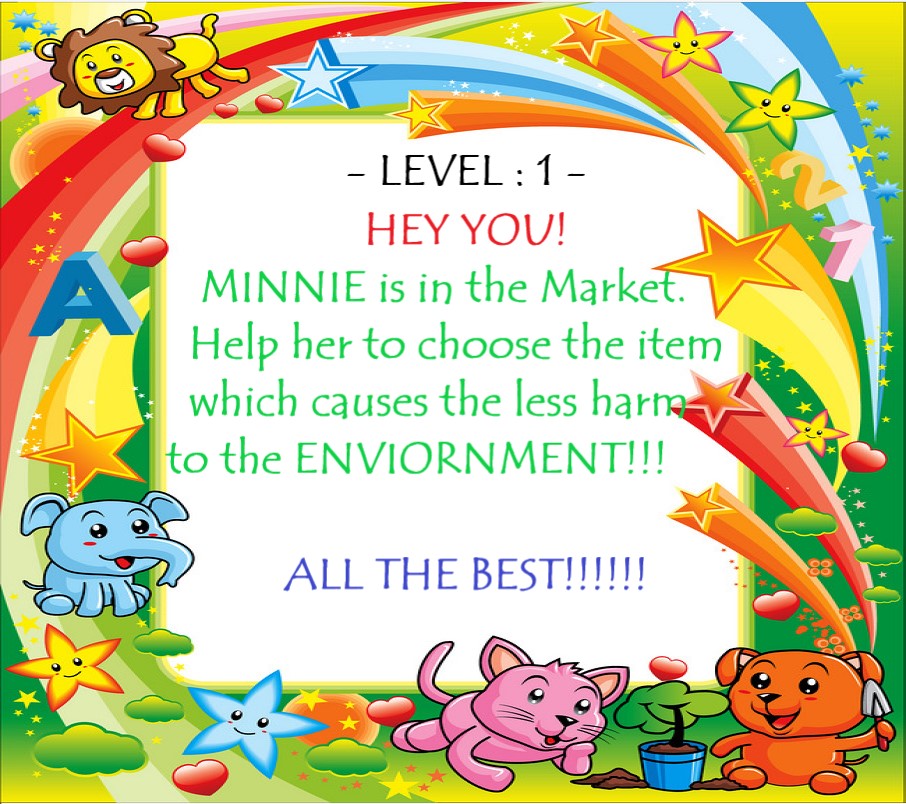 - LEVEL : 1 -
HEY YOU!
MINNIE is in the Market.
Help her to choose the item
which causes the less harm
to the ENVIORNMENT!!!
ALL THE BEST!!!!!!
A
2
1